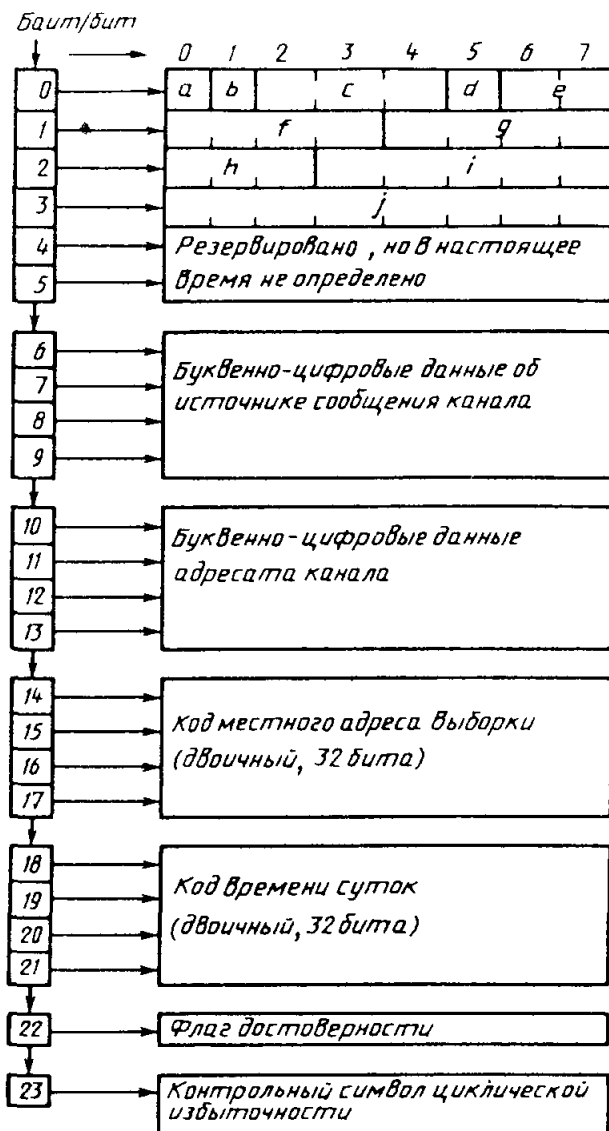 Байт/бит
0 1 2 3 4 5 6 7
0 a b c d e
1 f g
2 h i
3 j
4 Резервировано, но в настоящее
5 время не определено
6
7 Буквенно-цифровые данные об
8 источнике сообщения канала
9
10
11 Буквенно-цифровые данные
12 адресата канала
13
14
15 Код местного адреса выборки
16 (двоичный, 32 бита)
17
18
19 Код времени суток
20 (двоичный, 32 бита)
21
22 Флаг достоверности
23 Контрольный символ циклической
избыточности